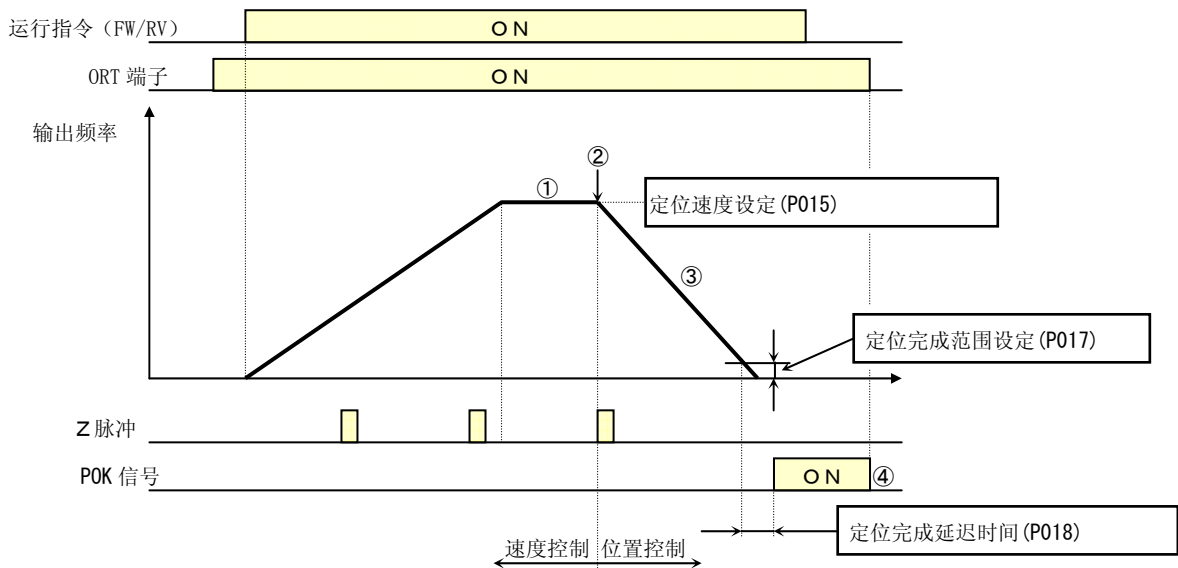 运行指令（FW/RV）
ON
ORT 端子
ON
输出频率
②
①
定位速度设定(P015)
③
定位完成范围设定(P017)
Z 脉冲
POK 信号
ON ④
定位完成延迟时间(P018)
速度控制 位置控制